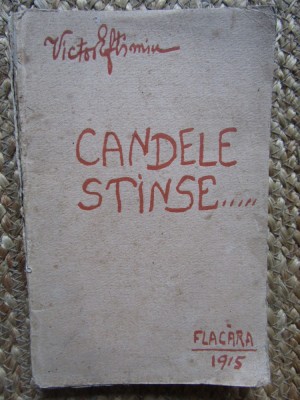 Victor Eftimiu
CANDELE
STINSE.....
FLACĂRA
1915